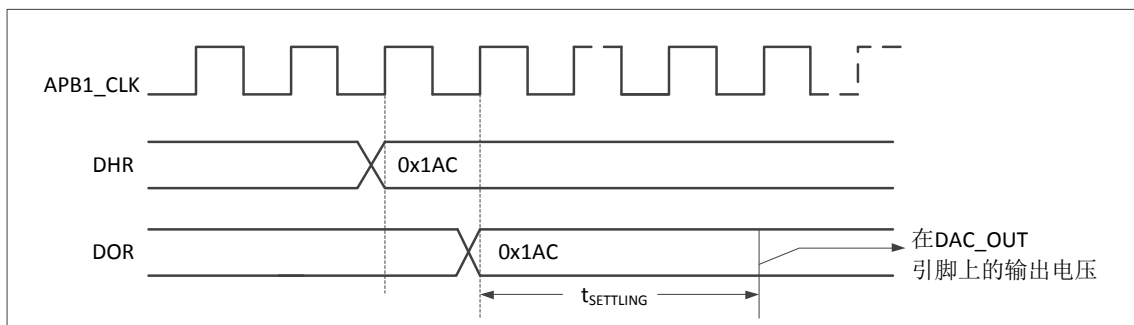 APB1_CLK
DHR
0x1AC
DOR
0x1AC
在DAC_OUT
引脚上的输出电压
tSETTLING